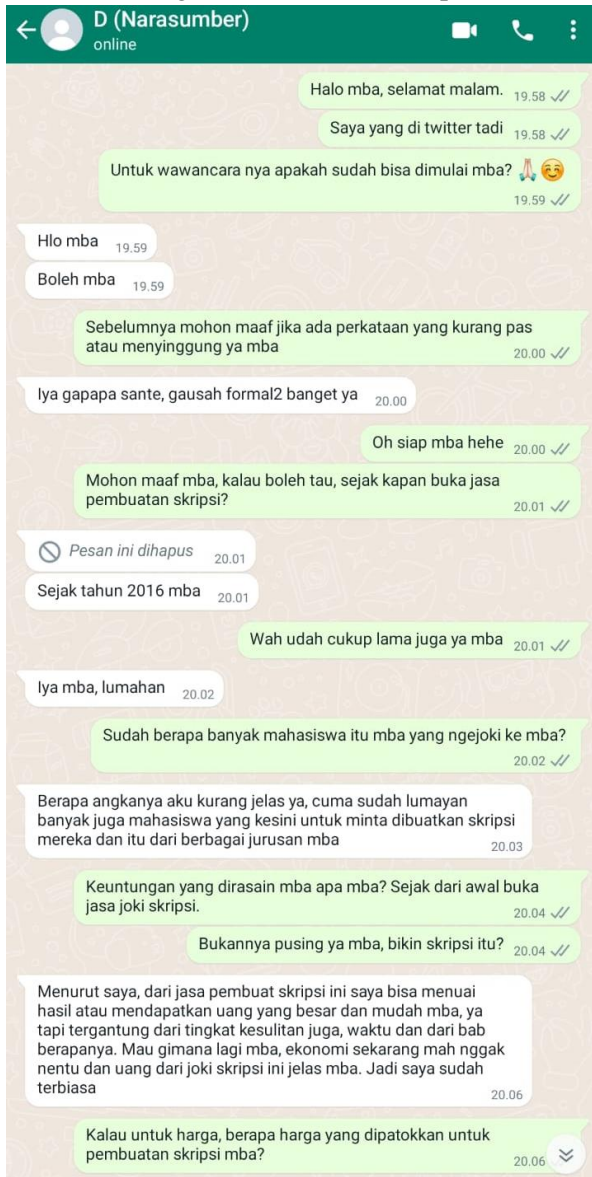 D (Narasumber)
online
Halo mba, selamat malam. 19.58
Saya yang di twitter tadi 19.58
Untuk wawancara nya apakah sudah bisa dimulai mba? 🙏🏻☺️
19.59
Hlo mba 19.59
Boleh mba 19.59
Sebelumnya mohon maaf jika ada perkataan yang kurang pas
atau menyinggung ya mba
20.00
Iya gapapa sante, gausah formal2 banget ya 20.00
Oh siap mba hehe 20.00
Mohon maaf mba, kalau boleh tau, sejak kapan buka jasa
pembuatan skripsi?
20.01
Pesan ini dihapus 20.01
Sejak tahun 2016 mba 20.01
Wah udah cukup lama juga ya mba 20.01
Iya mba, lumahan 20.02
Sudah berapa banyak mahasiswa itu mba yang ngejoki ke mba?
20.02
Berapa angkanya aku kurang jelas ya, cuma sudah lumayan
banyak juga mahasiswa yang kesini untuk minta dibuatkan skripsi
mereka dan itu dari berbagai jurusan mba
20.03
Keuntungan yang dirasain mba apa mba? Sejak dari awal buka
jasa joki skripsi.
20.04
Bukannya pusing ya mba, bikin skripsi itu? 20.04
Menurut saya, dari jasa pembuat skripsi ini saya bisa menuai
hasil atau mendapatkan uang yang besar dan mudah mba, ya
tapi tergantung dari tingkat kesulitan juga, waktu dan dari bab
berapanya. Mau gimana lagi mba, ekonomi sekarang mah nggak
nentu dan uang dari joki skripsi ini jelas mba. Jadi saya sudah
terbiasa
20.06
Kalau untuk harga, berapa harga yang dipatokkan untuk
pembuatan skripsi mba?
20.06